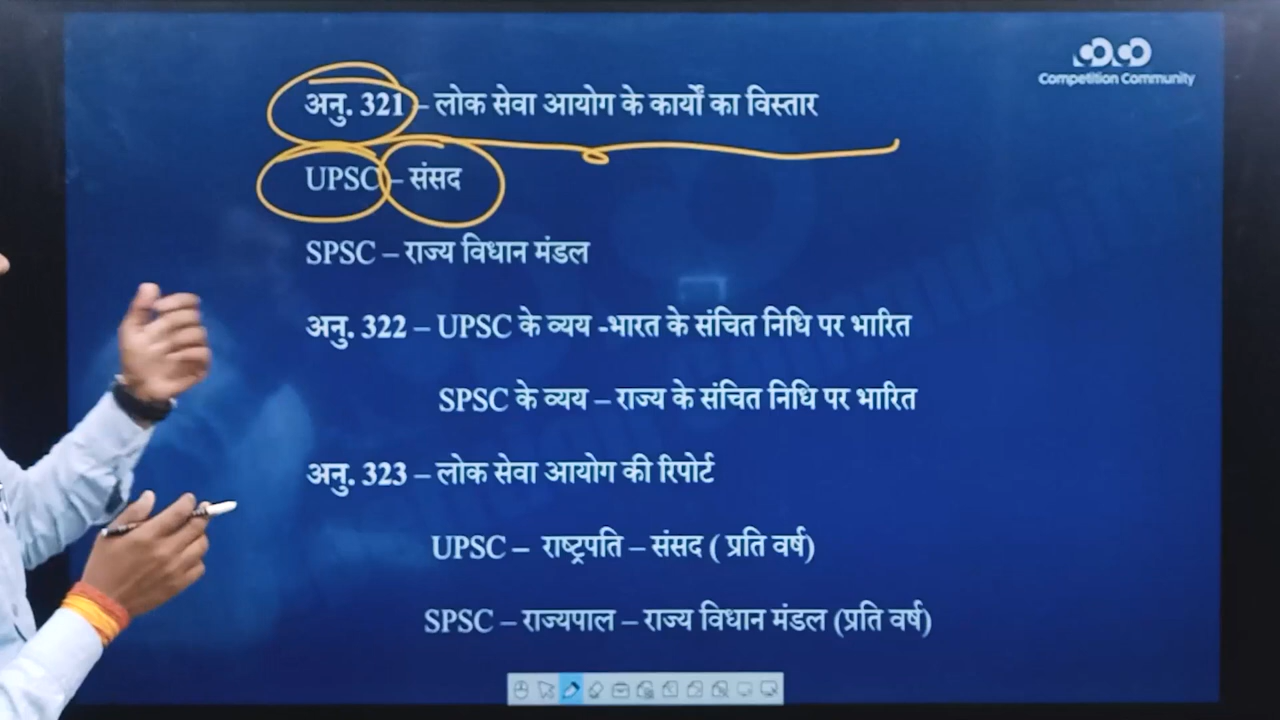 Competition Community
अनु. 321 – लोक सेवा आयोग के कार्यों का विस्तार
UPSC – संसद
SPSC – राज्य विधान मंडल
अनु. 322 – UPSC के व्यय -भारत के संचित निधि पर भारित
SPSC के व्यय – राज्य के संचित निधि पर भारित
अनु. 323 – लोक सेवा आयोग की रिपोर्ट
UPSC – राष्ट्रपति – संसद ( प्रति वर्ष)
SPSC – राज्यपाल – राज्य विधान मंडल (प्रति वर्ष)